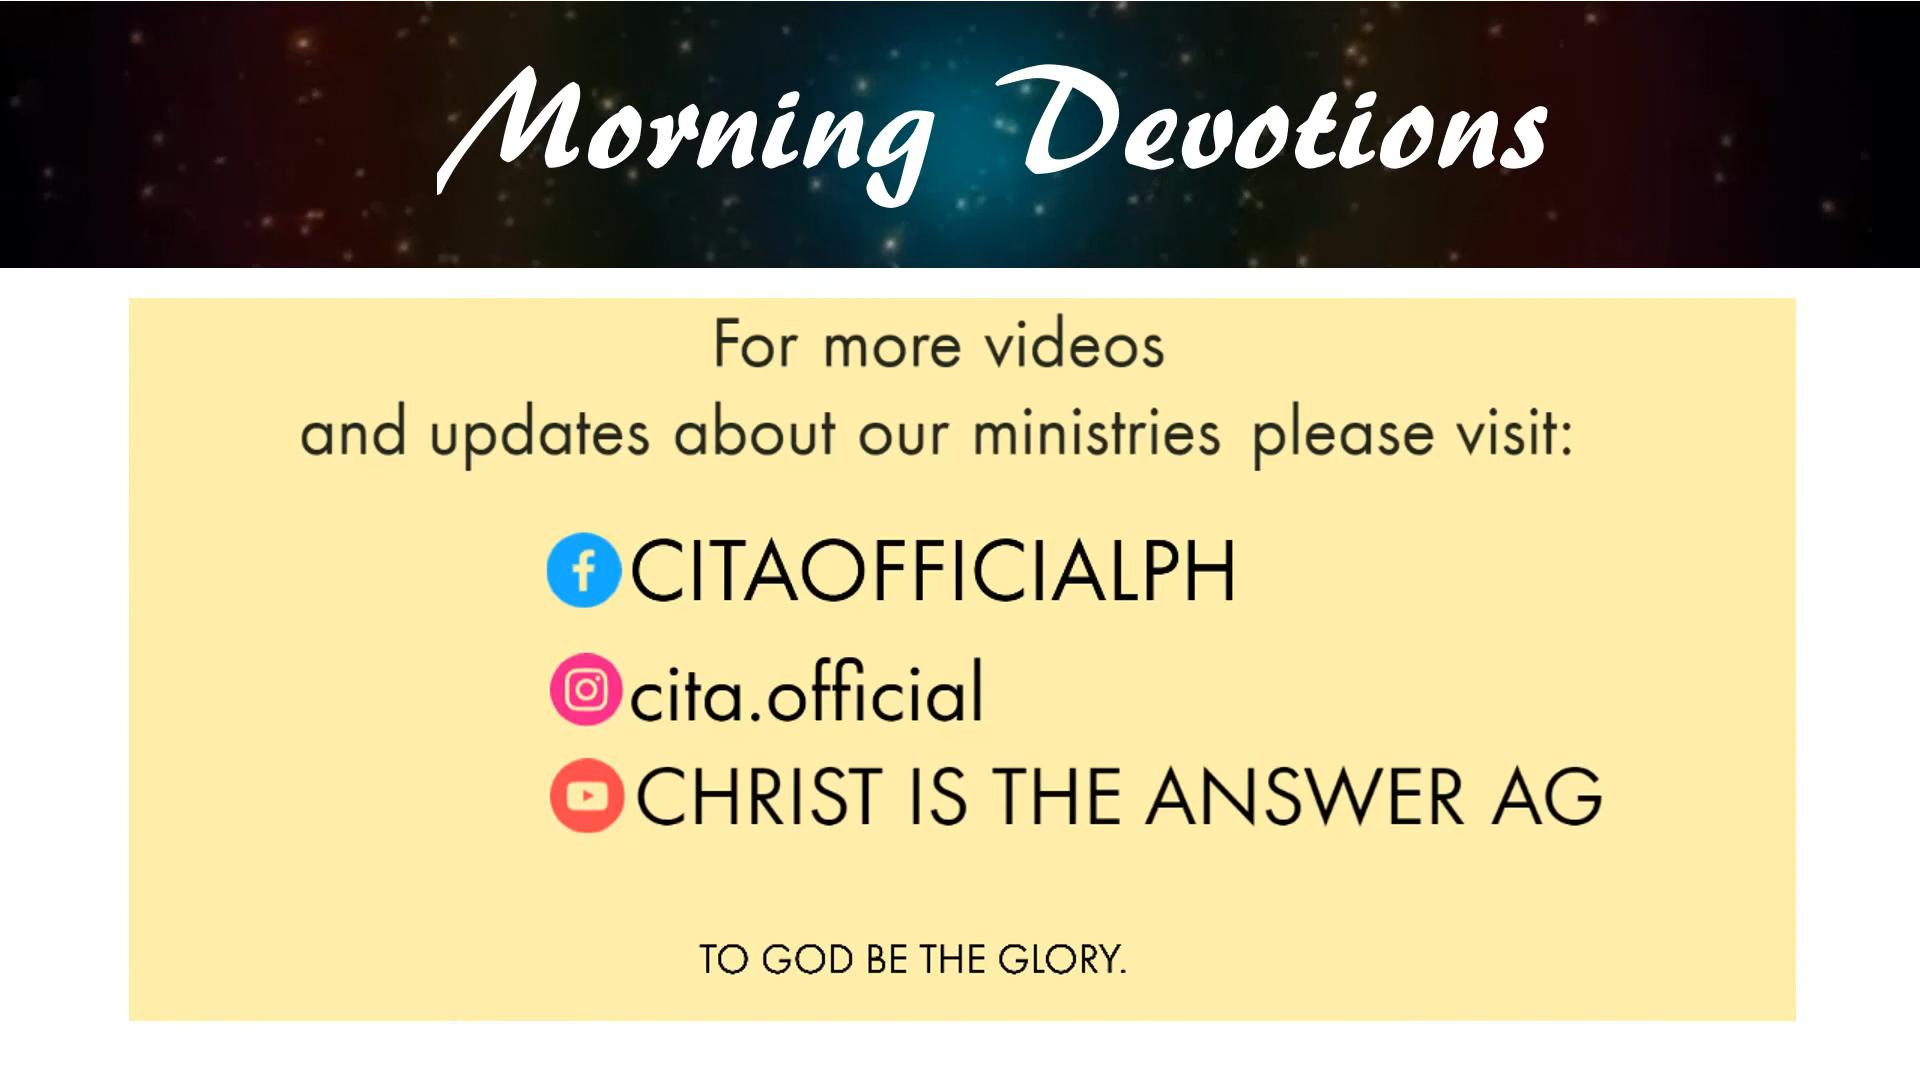 Morning Devotions
For more videos
and updates about our ministries please visit:
CITAOFFICIALPH
cita.official
CHRIST IS THE ANSWER AG
TO GOD BE THE GLORY.